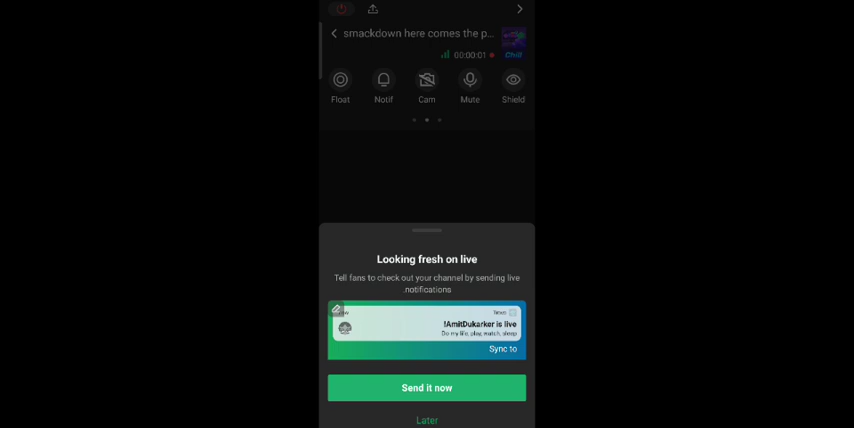 smackdown here comes the p...
00:00:01
Chill
Float
Notif
Cam
Mute
Shield
Looking fresh on live
Tell fans to check out your channel by sending live
.notifications
!AmitDukarker is live
Do my life, play, watch, sleep
Sync to
Send it now
Later